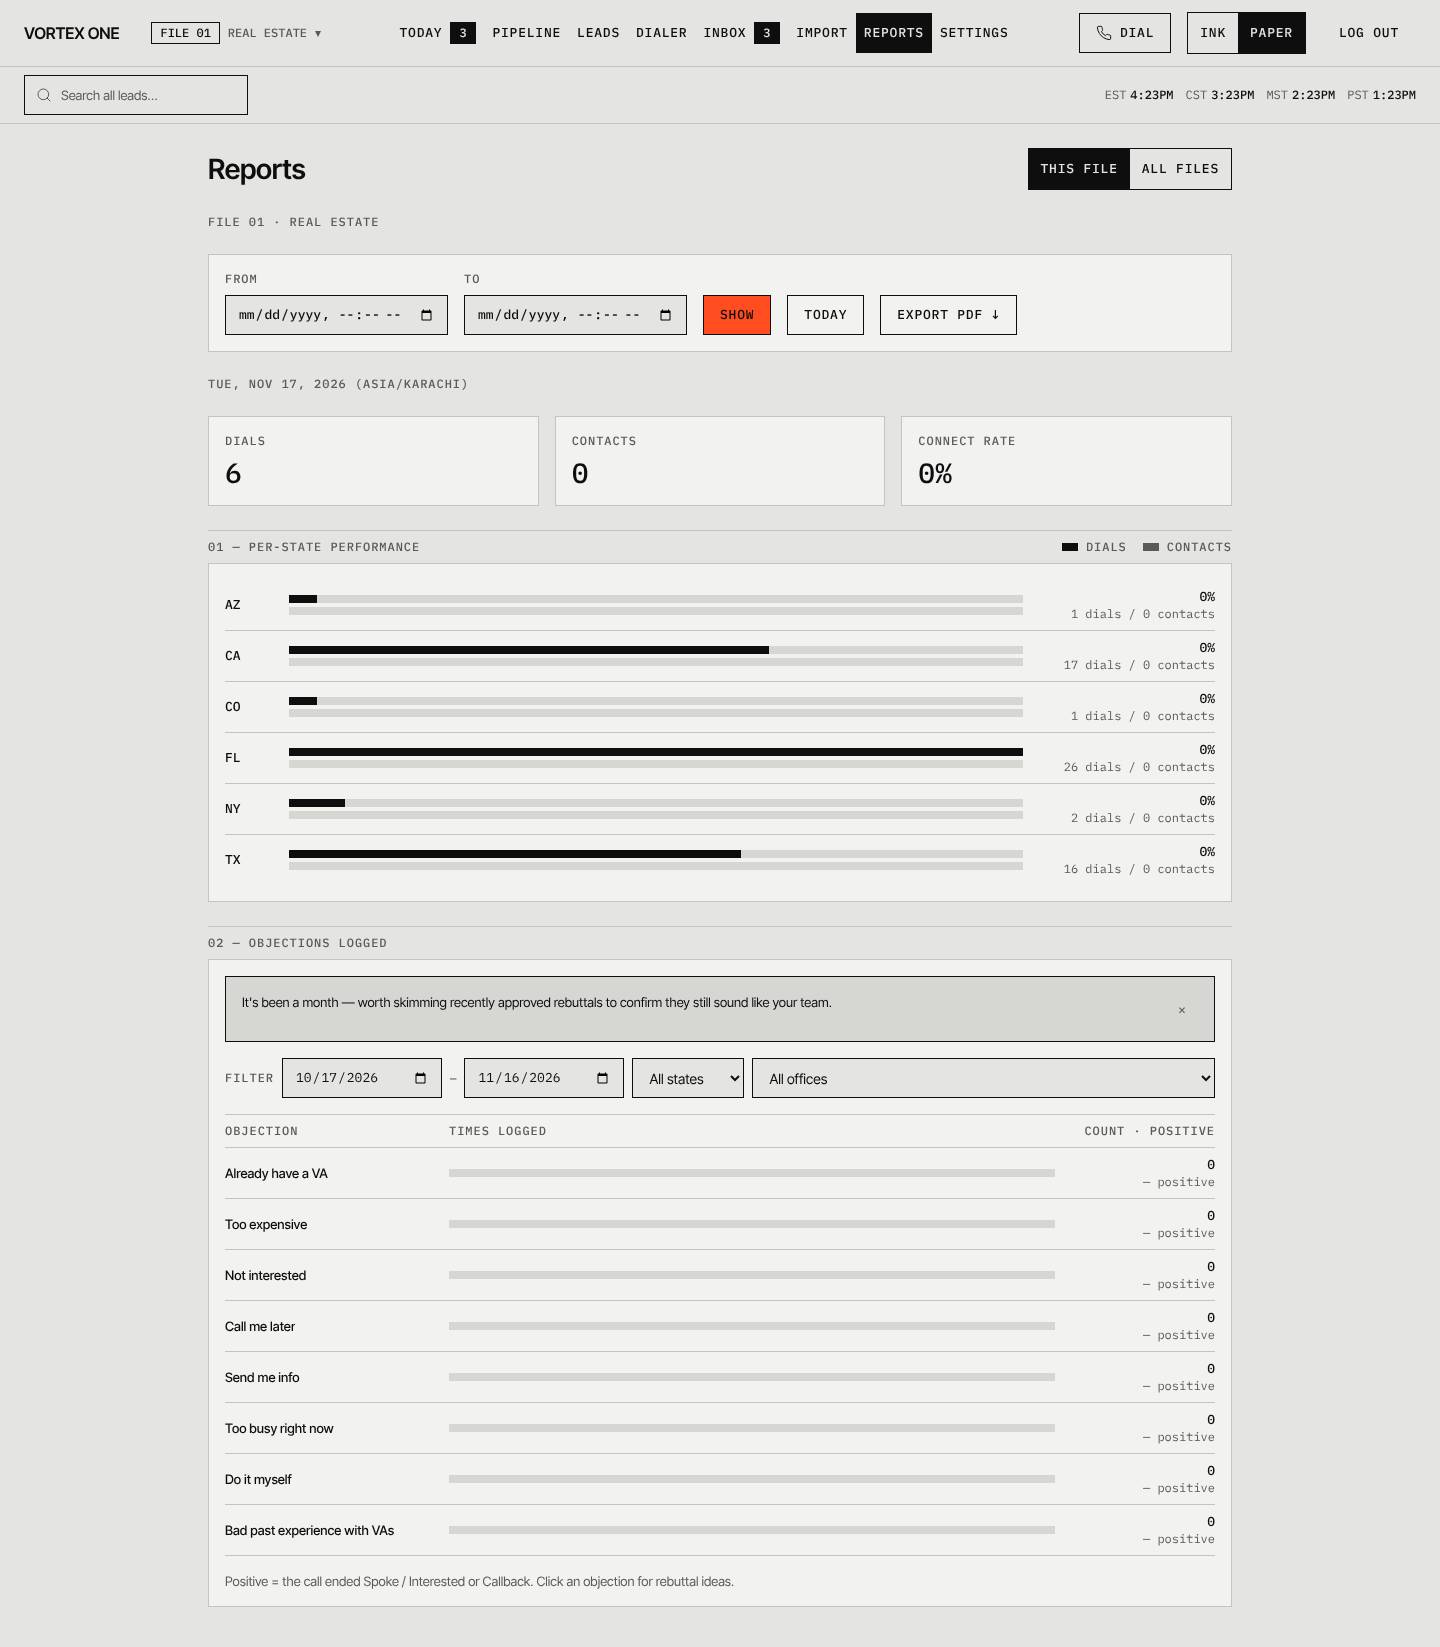 VORTEX ONE FILE 01 REAL ESTATE ▾ TODAY 3 PIPELINE LEADS DIALER INBOX 3 IMPORT REPORTS SETTINGS DIAL INK PAPER LOG OUT
Search all leads... EST 4:23PM CST 3:23PM MST 2:23PM PST 1:23PM
Reports THIS FILE ALL FILES
FILE 01 · REAL ESTATE
FROM TO
mm/dd/yyyy, --:-- -- mm/dd/yyyy, --:-- -- SHOW TODAY EXPORT PDF ↓
TUE, NOV 17, 2026 (ASIA/KARACHI)
DIALS CONTACTS CONNECT RATE
6 0 0%
01 — PER-STATE PERFORMANCE DIALS CONTACTS
AZ 0%
1 dials / 0 contacts
CA 0%
17 dials / 0 contacts
CO 0%
1 dials / 0 contacts
FL 0%
26 dials / 0 contacts
NY 0%
2 dials / 0 contacts
TX 0%
16 dials / 0 contacts
02 — OBJECTIONS LOGGED
It's been a month — worth skimming recently approved rebuttals to confirm they still sound like your team. ×
FILTER 10/17/2026 – 11/16/2026 All states All offices
OBJECTION TIMES LOGGED COUNT · POSITIVE
Already have a VA 0
— positive
Too expensive 0
— positive
Not interested 0
— positive
Call me later 0
— positive
Send me info 0
— positive
Too busy right now 0
— positive
Do it myself 0
— positive
Bad past experience with VAs 0
— positive
Positive = the call ended Spoke / Interested or Callback. Click an objection for rebuttal ideas.